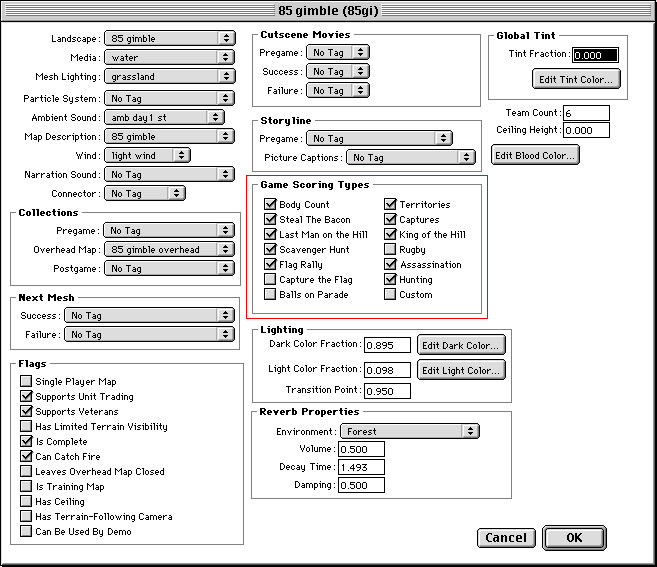 85 gimble (85gi)
Landscape: 85 gimble
Media: water
Mesh Lighting: grassland
Particle System: No Tag
Ambient Sound: amb day1 st
Map Description: 85 gimble
Wind: light wind
Narration Sound: No Tag
Connector: No Tag
Collections
Pregame: No Tag
Overhead Map: 85 gimble overhead
Postgame: No Tag
Next Mesh
Success: No Tag
Failure: No Tag
Flags
Single Player Map
Supports Unit Trading
Supports Veterans
Has Limited Terrain Visibility
Is Complete
Can Catch Fire
Leaves Overhead Map Closed
Is Training Map
Has Ceiling
Has Terrain-Following Camera
Can Be Used By Demo
Cutscene Movies
Pregame: No Tag
Success: No Tag
Failure: No Tag
Storyline
Pregame: No Tag
Picture Captions: No Tag
Game Scoring Types
Body Count
Steal The Bacon
Last Man on the Hill
Scavenger Hunt
Flag Rally
Capture the Flag
Balls on Parade
Territories
Captures
King of the Hill
Rugby
Assassination
Hunting
Custom
Lighting
Dark Color Fraction: 0.895 Edit Dark Color...
Light Color Fraction: 0.098 Edit Light Color...
Transition Point: 0.950
Reverb Properties
Environment: Forest
Volume: 0.500
Decay Time: 1.493
Damping: 0.500
Global Tint
Tint Fraction: 0.000
Edit Tint Color...
Team Count: 6
Ceiling Height: 0.000
Edit Blood Color...
Cancel OK